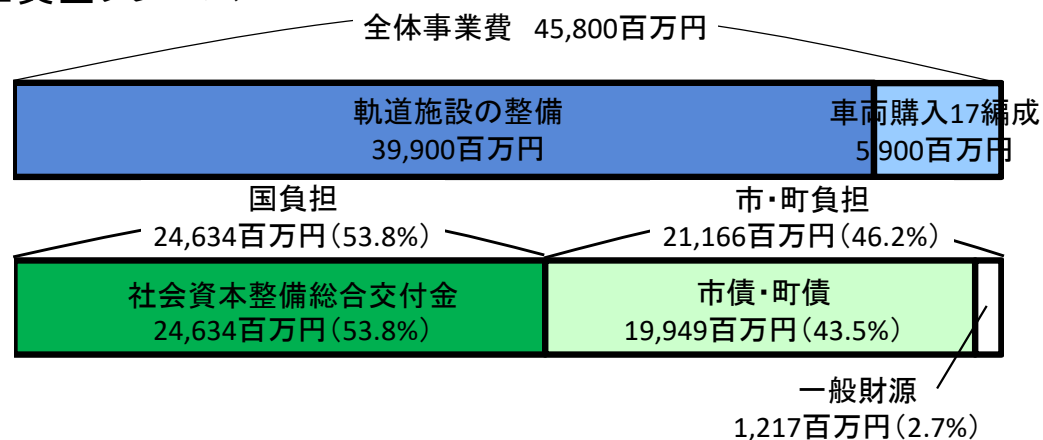 全体事業費 45,800百万円
軌道施設の整備
39,900百万円
車両購入17編成
5,900百万円
国負担
24,634百万円(53.8%)
市・町負担
21,166百万円(46.2%)
社会資本整備総合交付金
24,634百万円(53.8%)
市債・町債
19,949百万円(43.5%)
一般財源
1,217百万円(2.7%)